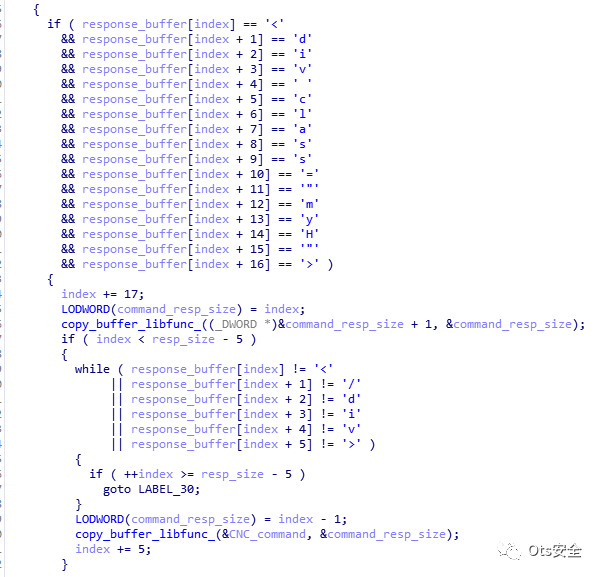 {
if ( response_buffer[index] == '<'
&& response_buffer[index + 1] == 'd'
&& response_buffer[index + 2] == 'i'
&& response_buffer[index + 3] == 'v'
&& response_buffer[index + 4] == ' '
&& response_buffer[index + 5] == 'c'
&& response_buffer[index + 6] == 'l'
&& response_buffer[index + 7] == 'a'
&& response_buffer[index + 8] == 's'
&& response_buffer[index + 9] == 's'
&& response_buffer[index + 10] == '='
&& response_buffer[index + 11] == '"'
&& response_buffer[index + 12] == 'm'
&& response_buffer[index + 13] == 'y'
&& response_buffer[index + 14] == 'H'
&& response_buffer[index + 15] == '"'
&& response_buffer[index + 16] == '>' )
{
index += 17;
LODWORD(command_resp_size) = index;
copy_buffer_libfunc_((_DWORD *)&command_resp_size + 1, &command_resp_size);
if ( index < resp_size - 5 )
{
while ( response_buffer[index] != '<'
|| response_buffer[index + 1] != '/'
|| response_buffer[index + 2] != 'd'
|| response_buffer[index + 3] != 'i'
|| response_buffer[index + 4] != 'v'
|| response_buffer[index + 5] != '>' )
{
if ( ++index >= resp_size - 5 )
goto LABEL_30;
}
LODWORD(command_resp_size) = index - 1;
copy_buffer_libfunc_(&CNC_command, &command_resp_size);
index += 5;
}
Ots安全